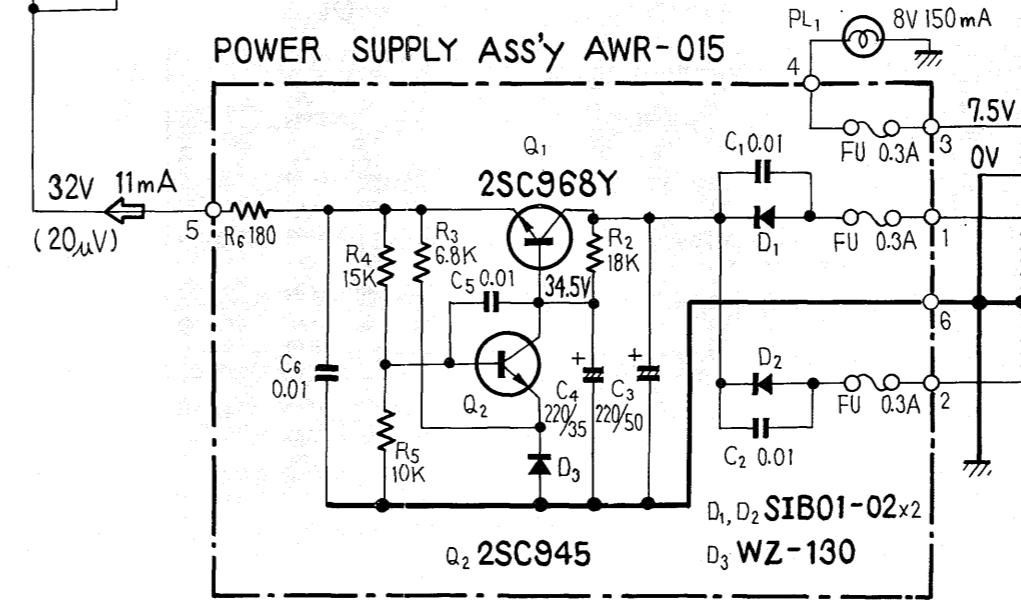 PL1 8V 150mA
POWER SUPPLY ASS'Y AWR-015
4
7.5V
FU 0.3A 3
C1 0.01
0V
Q1
2SC968Y
32V 11mA
(20μV)
5 R6 180
R4 15K
R3 6.8K
R2 18K
D1
FU 0.3A 1
C5 0.01
34.5V
6
C6 0.01
Q2
C4 220/35
C3 220/50
D2
FU 0.3A 2
R5 10K
D3
C2 0.01
D1, D2 SIB01-02×2
Q2 2SC945
D3 WZ-130